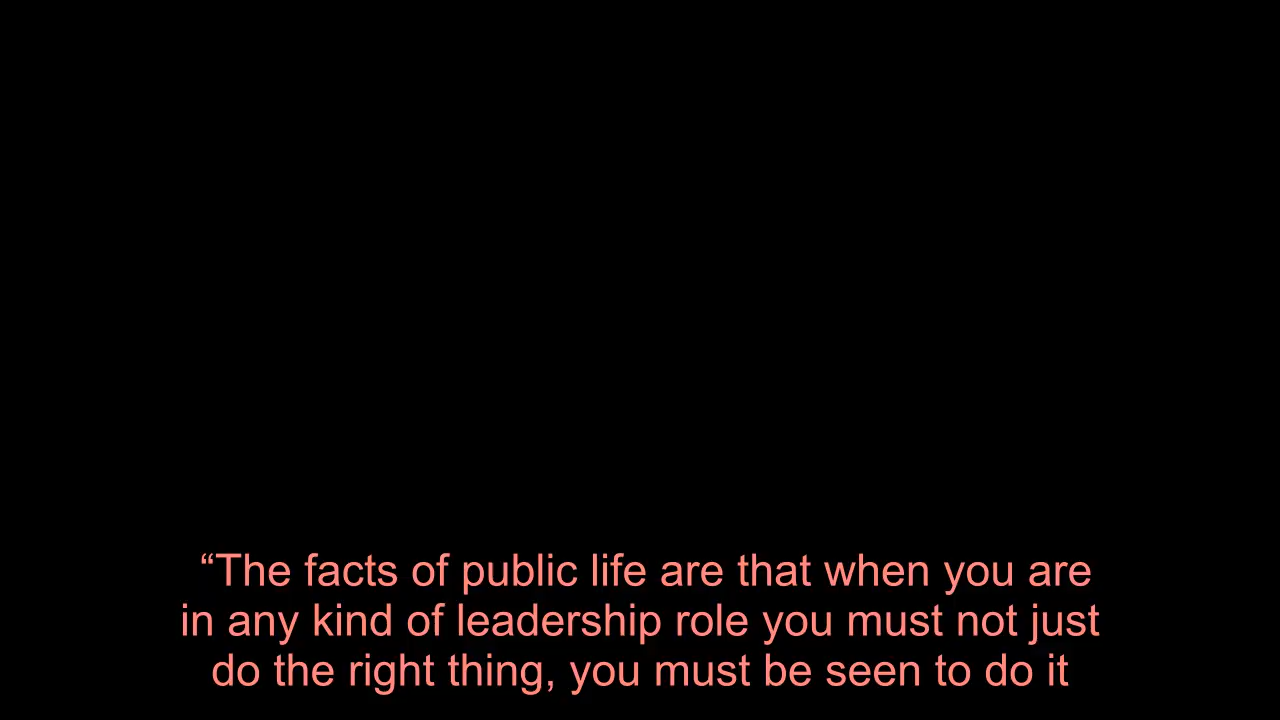 “The facts of public life are that when you are
in any kind of leadership role you must not just
do the right thing, you must be seen to do it